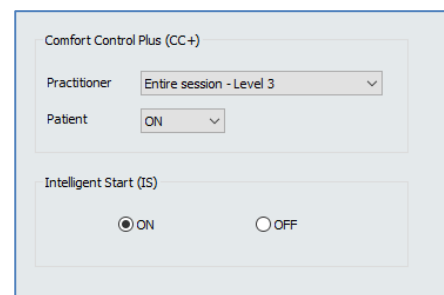 Comfort Control Plus (CC+)
Practitioner Entire session - Level 3
Patient ON
Intelligent Start (IS)
ON OFF